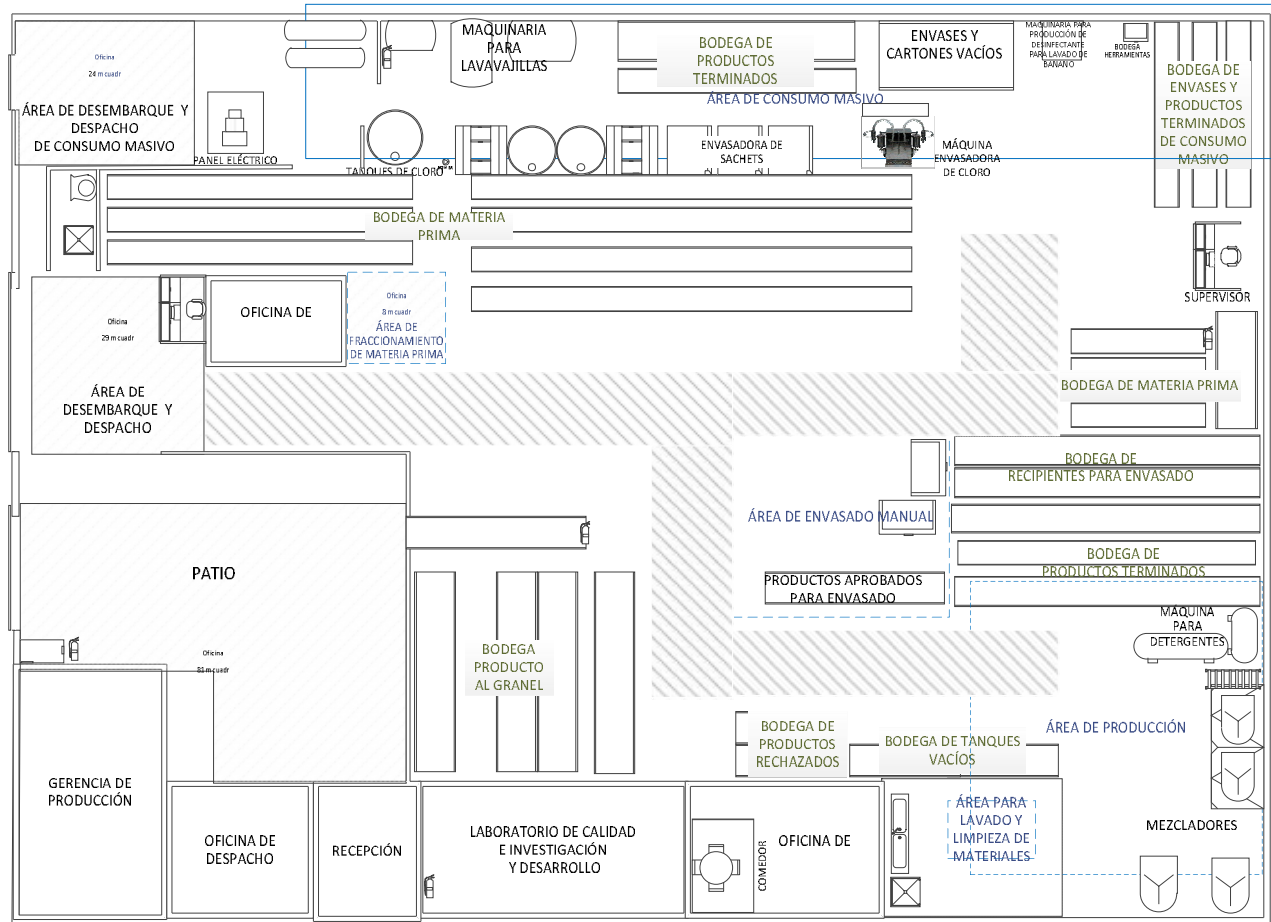 Oficina
24 m cuadr
ÁREA DE DESEMBARQUE Y
DESPACHO
DE CONSUMO MASIVO
PANEL ELÉCTRICO
MAQUINARIA
PARA
LAVAVAJILLAS
BODEGA DE
PRODUCTOS
TERMINADOS
ÁREA DE CONSUMO MASIVO
ENVASES Y
CARTONES VACÍOS
MAQUINARIA PARA
PRODUCCIÓN DE
DESINFECTANTE
PARA LAVADO DE
BANANO
BODEGA
HERRAMIENTAS
BODEGA DE
ENVASES Y
PRODUCTOS
TERMINADOS
DE CONSUMO
MASIVO
TANQUES DE CLORO
ENVASADORA DE
SACHETS
MÁQUINA
ENVASADORA
DE CLORO
BODEGA DE MATERIA
PRIMA
SUPERVISOR
Oficina
29 m cuadr
ÁREA DE
DESEMBARQUE Y
DESPACHO
OFICINA DE
Oficina
8 m cuadr
ÁREA DE
FRACCIONAMIENTO
DE MATERIA PRIMA
BODEGA DE MATERIA PRIMA
BODEGA DE
RECIPIENTES PARA ENVASADO
ÁREA DE ENVASADO MANUAL
BODEGA DE
PRODUCTOS TERMINADOS
PRODUCTOS APROBADOS
PARA ENVASADO
PATIO
Oficina
81 m cuadr
BODEGA
PRODUCTO
AL GRANEL
MÁQUINA
PARA
DETERGENTES
BODEGA DE
PRODUCTOS
RECHAZADOS
BODEGA DE TANQUES
VACÍOS
ÁREA DE PRODUCCIÓN
GERENCIA DE
PRODUCCIÓN
OFICINA DE
DESPACHO
RECEPCIÓN
LABORATORIO DE CALIDAD
E INVESTIGACIÓN
Y DESARROLLO
COMEDOR
OFICINA DE
ÁREA PARA
LAVADO Y
LIMPIEZA DE
MATERIALES
MEZCLADORES